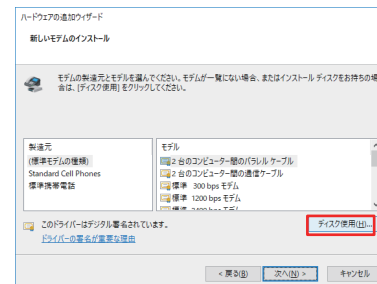 ハードウェアの追加ウィザード
新しいモデムのインストール
モデムの製造元とモデルを選んでください。モデムが一覧にない場合、またはインストール ディスクをお持ちの場
合は、[ディスク使用] をクリックしてください。
製造元
(標準モデムの種類)
Standard Cell Phones
標準携帯電話
モデル
2 台のコンピューター間のパラレル ケーブル
2 台のコンピューター間の通信ケーブル
標準 300 bps モデム
標準 1200 bps モデム
標準 2400 bps モデム
このドライバーはデジタル署名されています。
ドライバーの署名が重要な理由
ディスク使用(H)...
< 戻る(B)
次へ(N) >
キャンセル